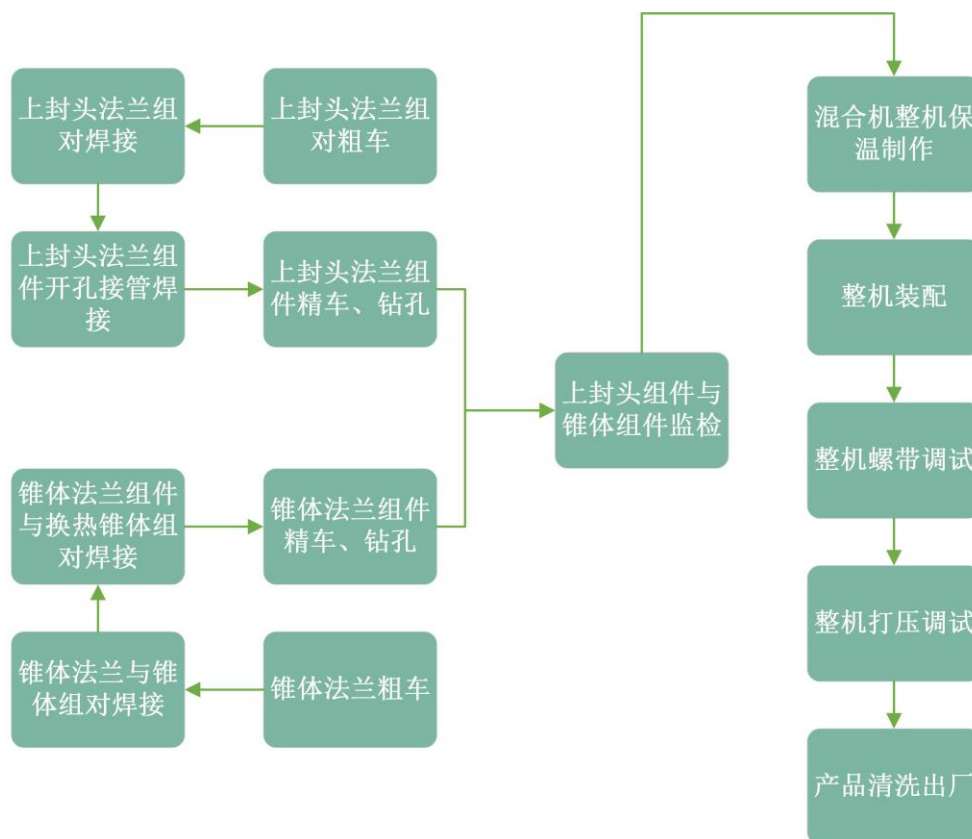 上封头法兰组
对焊接
上封头法兰组
对粗车
上封头法兰组
件开孔接管焊
接
上封头法兰组
件精车、钻孔
锥体法兰组件
与换热锥体组
对焊接
锥体法兰组件
精车、钻孔
锥体法兰与锥
体组对焊接
锥体法兰粗车
上封头组件与
锥体组件监检
混合机整机保
温制作
整机装配
整机螺带调试
整机打压调试
产品清洗出厂